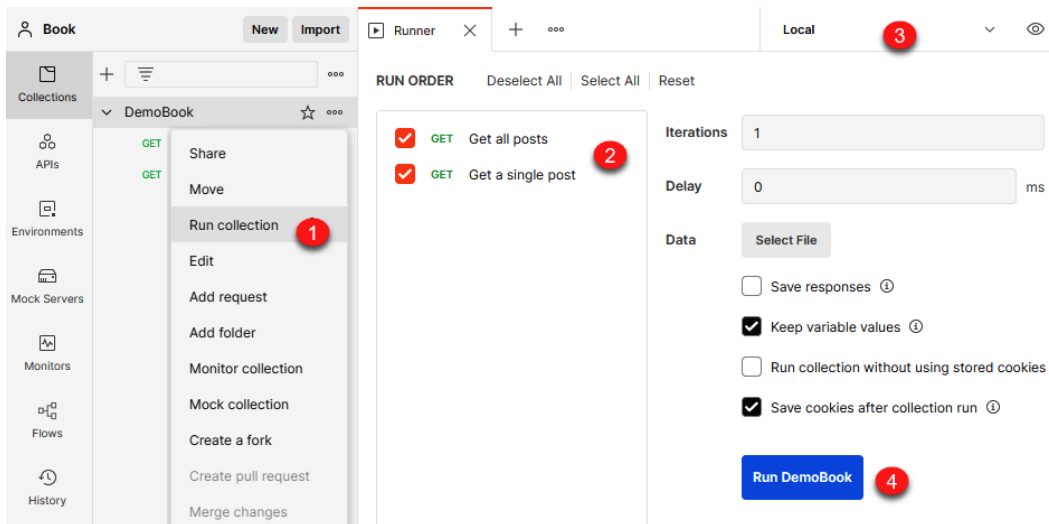 Book
New
Import
Collections
APIs
Environments
Mock Servers
Monitors
Flows
History
DemoBook
GET
GET
Share
Move
Run collection
1
Edit
Add request
Add folder
Monitor collection
Mock collection
Create a fork
Create pull request
Merge changes
Runner
Local
3
RUN ORDER Deselect All Select All Reset
GET Get all posts
2
GET Get a single post
Iterations 1
Delay 0 ms
Data Select File
Save responses
Keep variable values
Run collection without using stored cookies
Save cookies after collection run
Run DemoBook
4